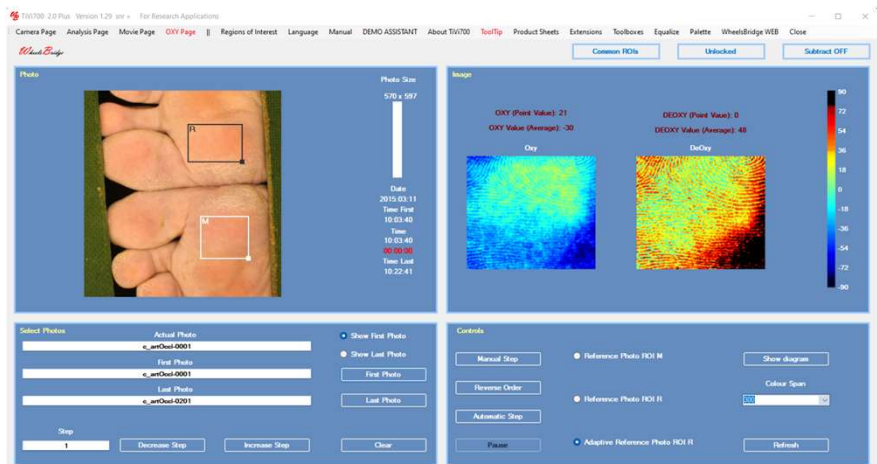 TiVi700 2.0 Plus Version 1.29 For Research Applications
Camera Page Analysis Page Movie Page OXY Page || Regions of Interest Language Manual DEMO ASSISTANT About TiVi700 ToolTip Product Sheets Extensions Toolboxes Equalize Palette WheelsBridge WEB Close
WheelsBridge
Common ROIs Unlocked Subtract OFF
Photo
Photo Size
570 x 597
R
M
Date
2015:03:11
Time First
10:03:40
Time
10:03:40
00:00:00
Time Last
10:22:41
Image
OXY (Point Value): 21
OXY Value (Average): -30
Oxy
DEOXY (Point Vaue): 0
DEOXY Value (Average): 48
DeOxy
90
72
54
36
18
0
-18
-36
-54
-72
-90
Select Photos
Actual Photo
c_artOccl-0001
First Photo
c_artOccl-0001
Last Photo
c_artOccl-0201
Step
1
Decrease Step
Increase Step
Show First Photo
Show Last Photo
First Photo
Last Photo
Clear
Controls
Manual Step
Reverse Order
Automatic Step
Pause
Reference Photo ROI M
Reference Photo ROI R
Adaptive Reference Photo ROI R
Show diagram
Colour Span
Refresh